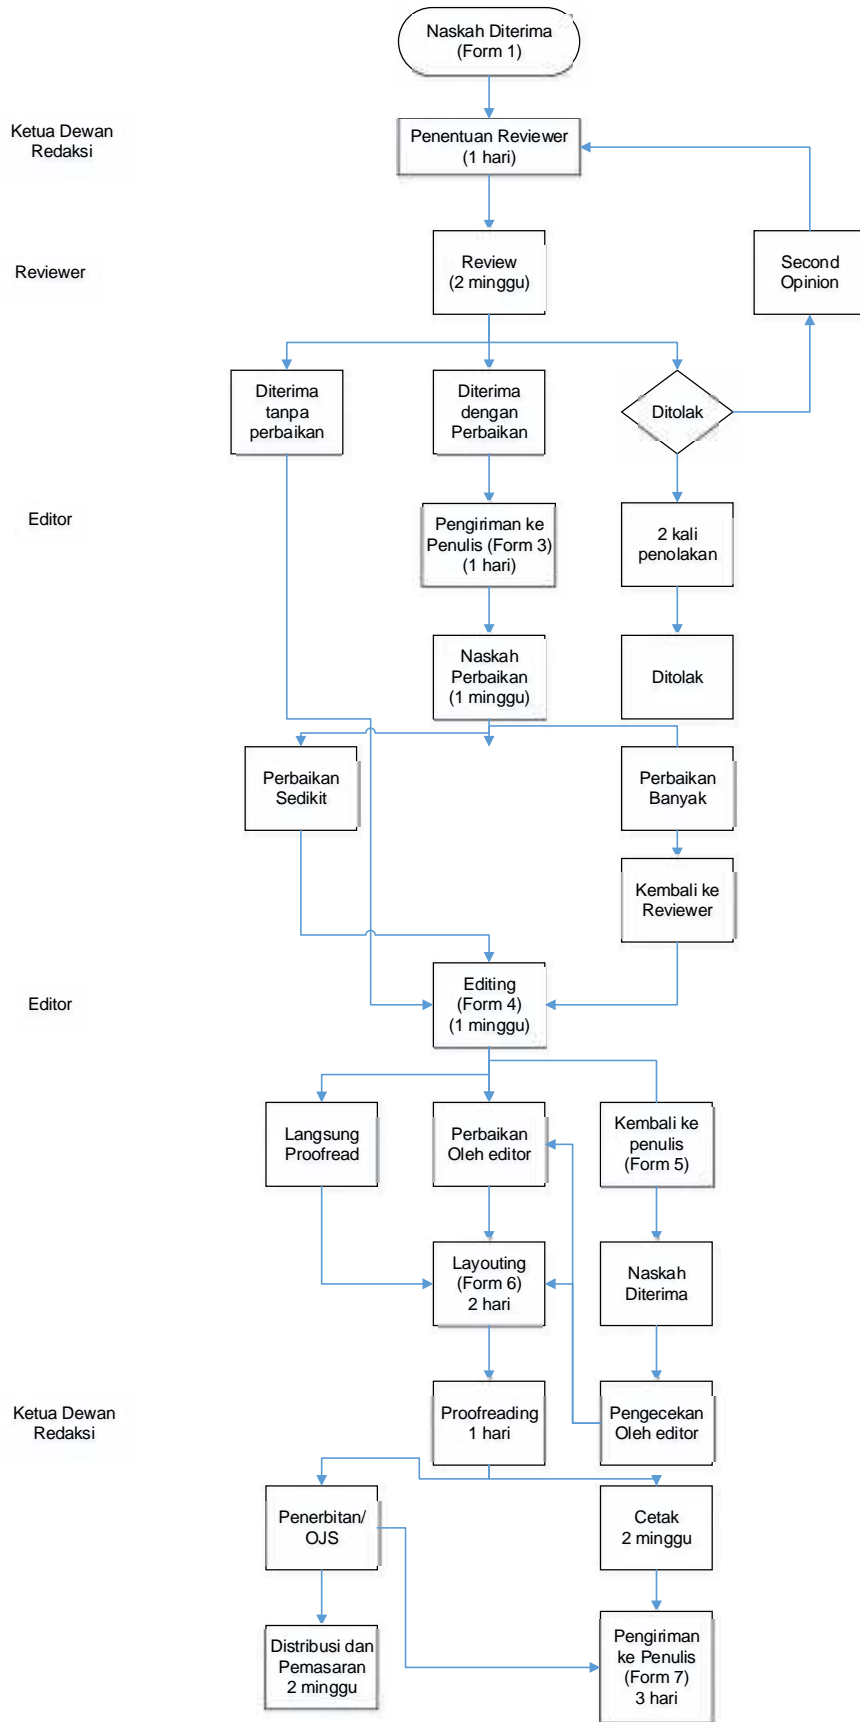 Naskah Diterima
(Form 1)
Ketua Dewan
Redaksi
Penentuan Reviewer
(1 hari)
Reviewer
Review
(2 minggu)
Second
Opinion
Diterima
tanpa
perbaikan
Diterima
dengan
Perbaikan
Ditolak
Editor
Pengiriman ke
Penulis (Form 3)
(1 hari)
2 kali
penolakan
Naskah
Perbaikan
(1 minggu)
Ditolak
Perbaikan
Sedikit
Perbaikan
Banyak
Kembali ke
Reviewer
Editor
Editing
(Form 4)
(1 minggu)
Langsung
Proofread
Perbaikan
Oleh editor
Kembali ke
penulis
(Form 5)
Layouting
(Form 6)
2 hari
Naskah
Diterima
Ketua Dewan
Redaksi
Proofreading
1 hari
Pengecekan
Oleh editor
Penerbitan/
OJS
Cetak
2 minggu
Distribusi dan
Pemasaran
2 minggu
Pengiriman
ke Penulis
(Form 7)
3 hari